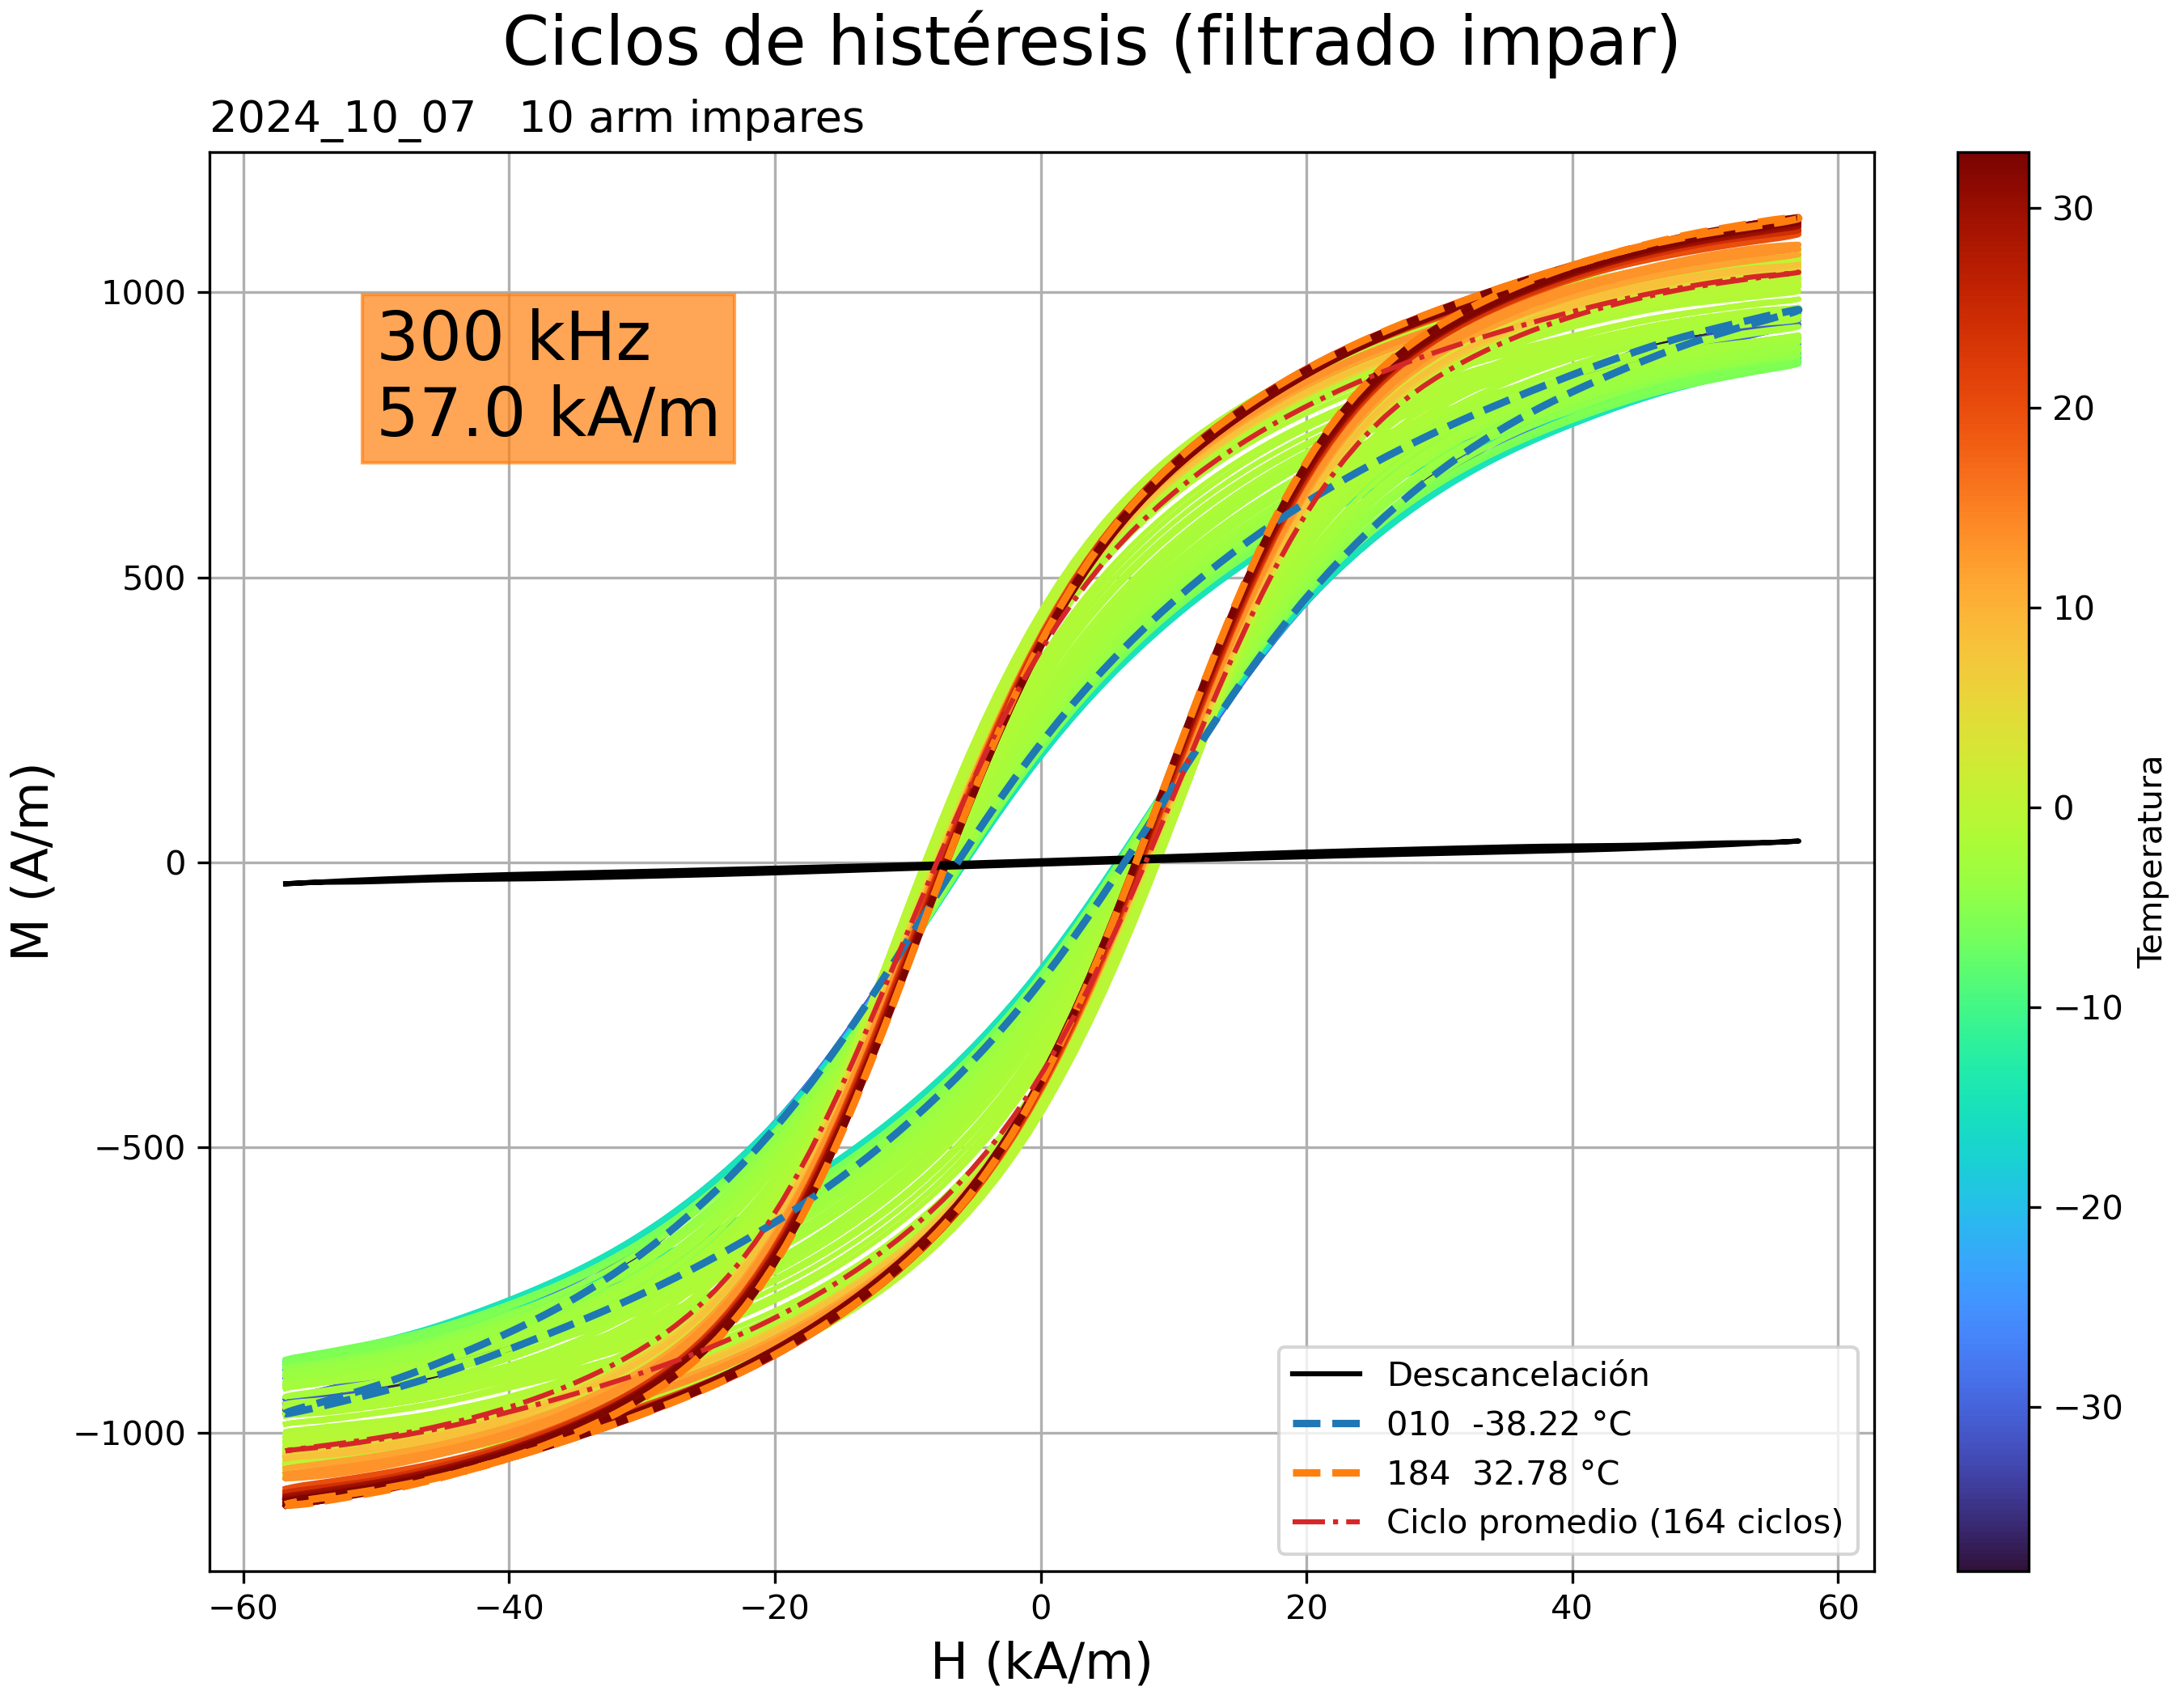 Ciclos de histéresis (filtrado impar)
2024_10_07   10 arm impares
300 kHz
57.0 kA/m
M (A/m)
1000
500
0
−500
−1000
−60
−40
−20
0
20
40
60
H (kA/m)
Descancelación
010  -38.22 °C
184  32.78 °C
Ciclo promedio (164 ciclos)
30
20
10
0
−10
−20
−30
Temperatura